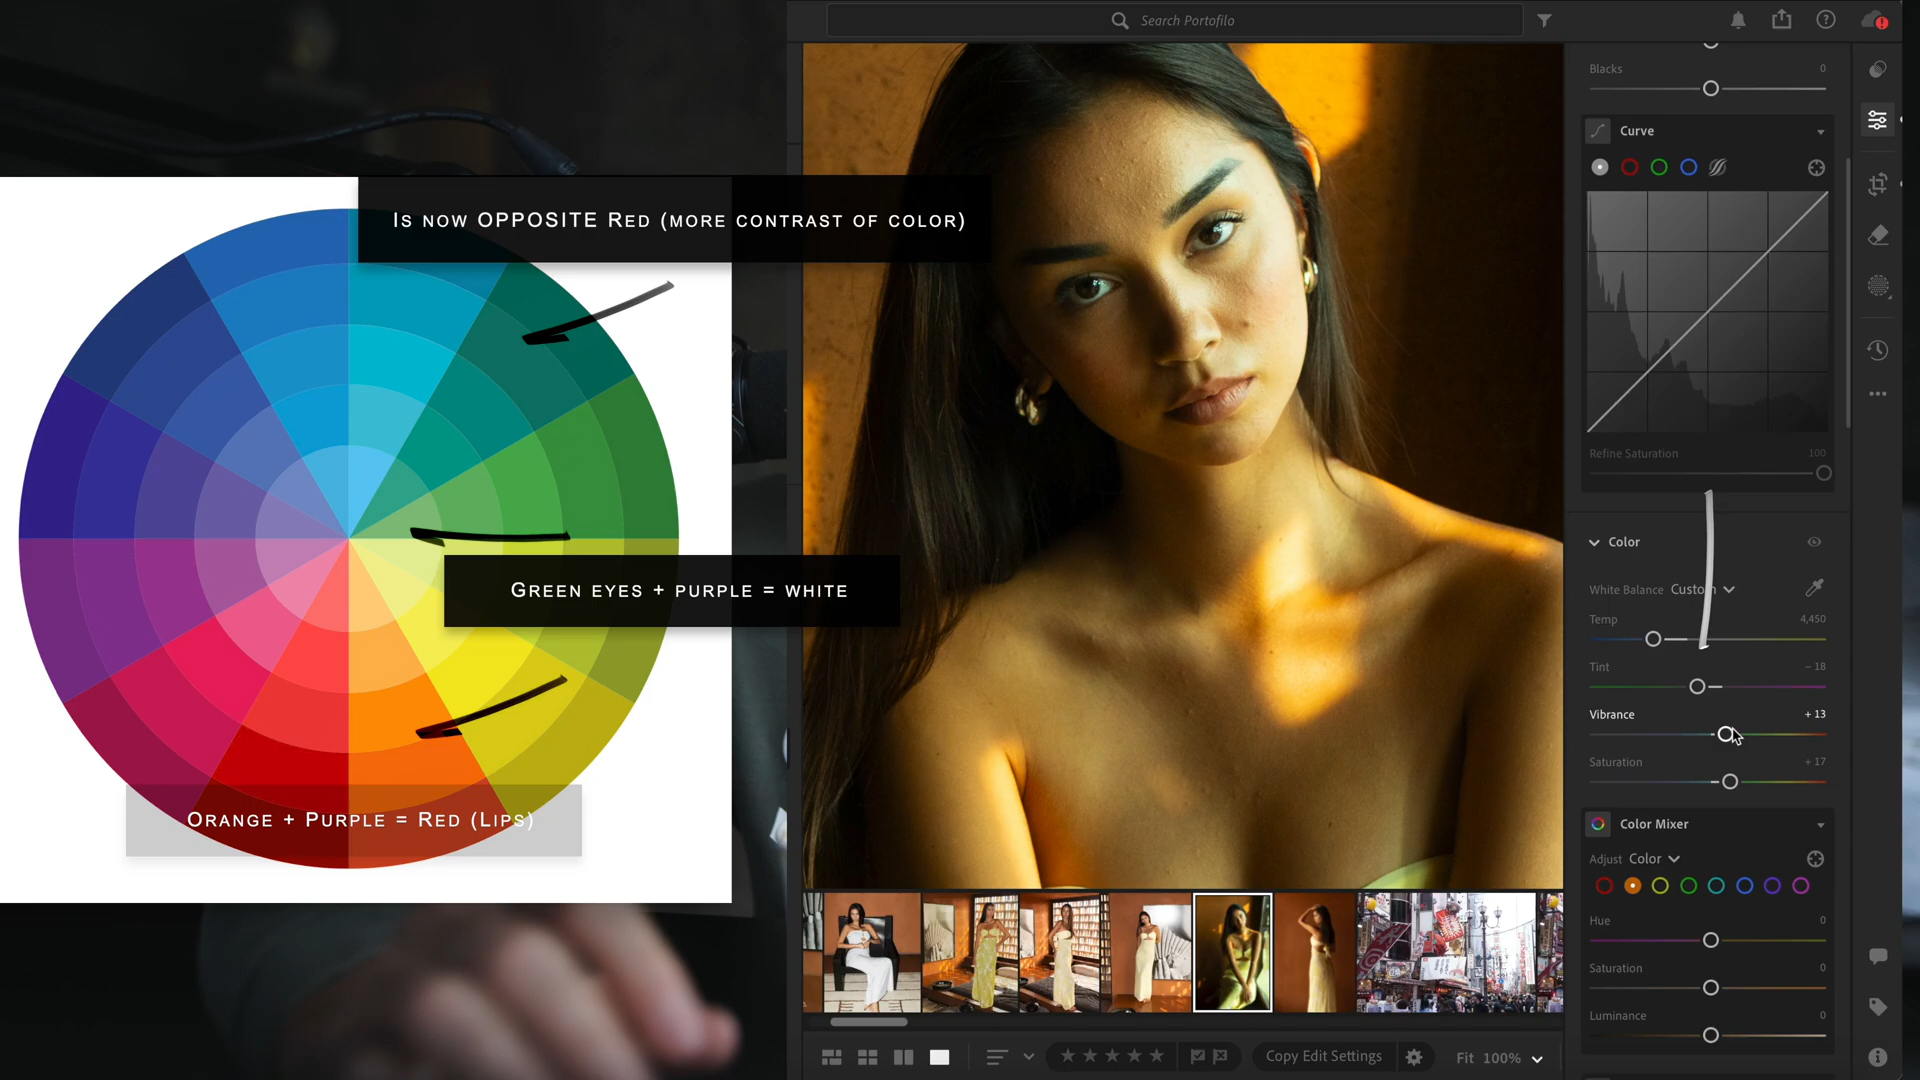 Search Portofilo
Blacks 0
Curve
IS NOW OPPOSITE RED (MORE CONTRAST OF COLOR)
Refine Saturation 100
Color
White Balance Custom
GREEN EYES + PURPLE = WHITE
Temp 4,450
Tint – 18
Vibrance + 13
Saturation + 17
ORANGE + PURPLE = RED (LIPS)
Color Mixer
Adjust Color
Hue 0
Saturation 0
Luminance 0
Copy Edit Settings
Fit 100%